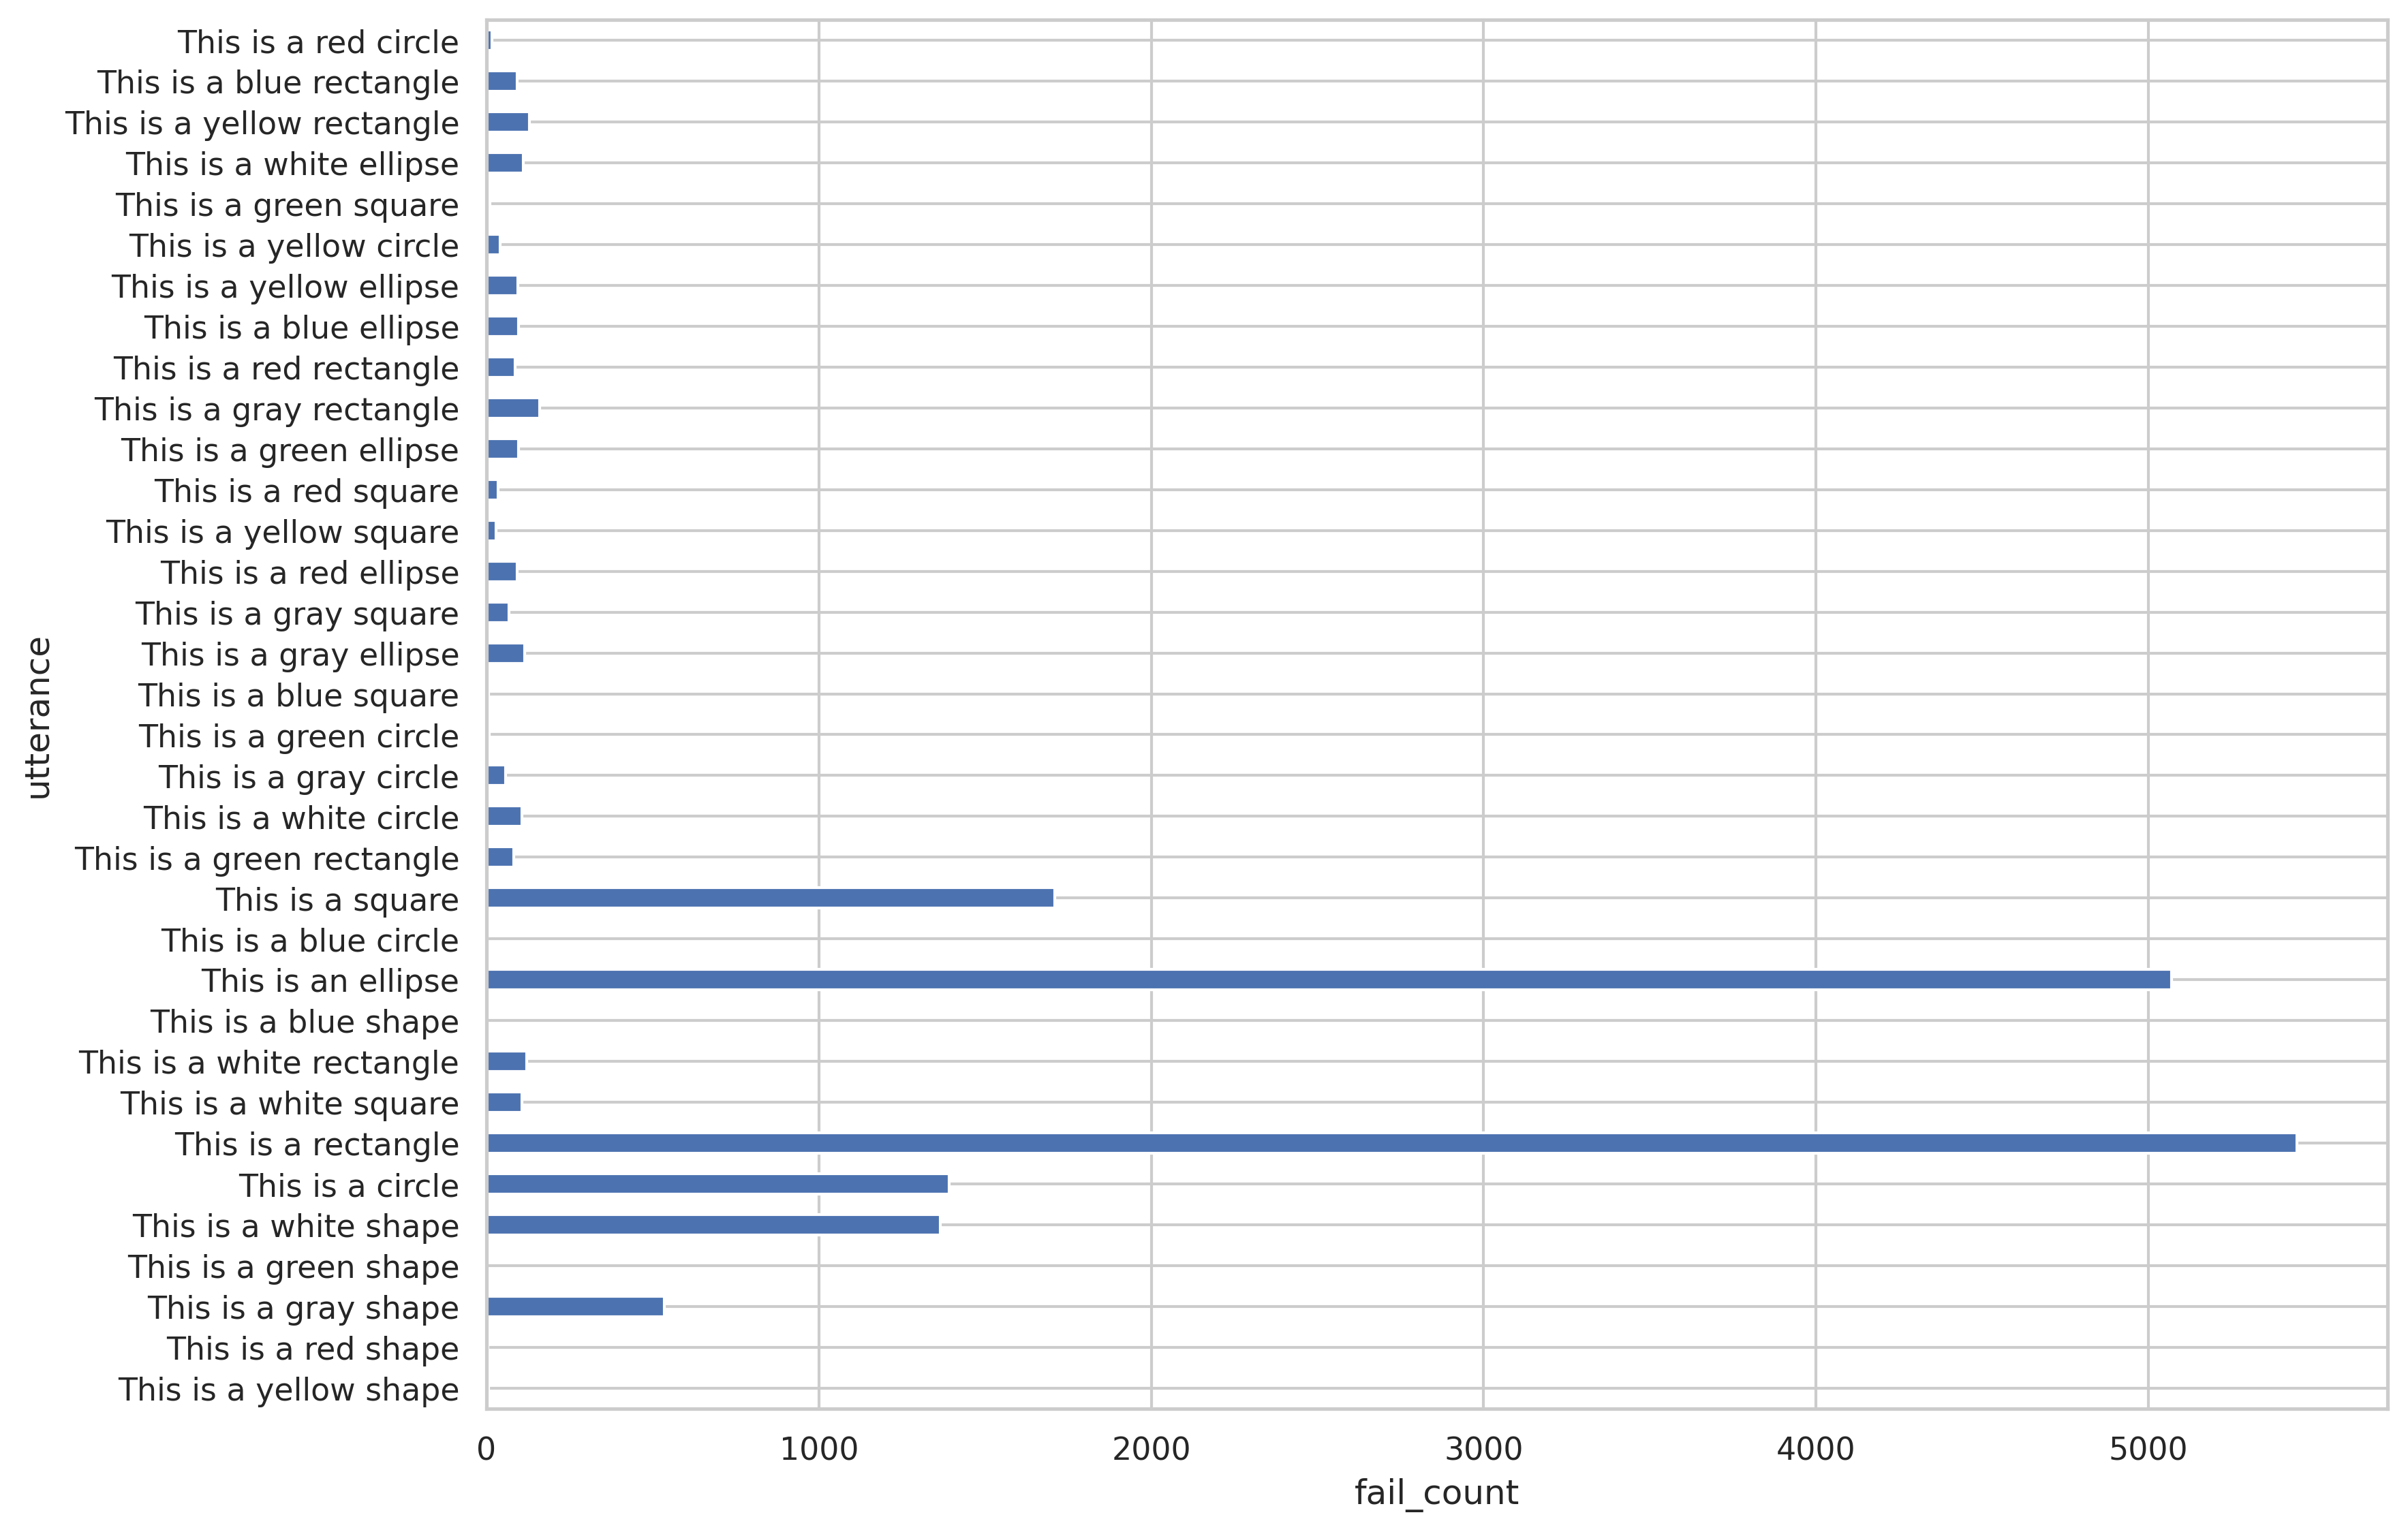 This is a red circle
This is a blue rectangle
This is a yellow rectangle
This is a white ellipse
This is a green square
This is a yellow circle
This is a yellow ellipse
This is a blue ellipse
This is a red rectangle
This is a gray rectangle
This is a green ellipse
This is a red square
This is a yellow square
This is a red ellipse
This is a gray square
This is a gray ellipse
This is a blue square
This is a green circle
This is a gray circle
This is a white circle
This is a green rectangle
This is a square
This is a blue circle
This is an ellipse
This is a blue shape
This is a white rectangle
This is a white square
This is a rectangle
This is a circle
This is a white shape
This is a green shape
This is a gray shape
This is a red shape
This is a yellow shape
utterance
0 1000 2000 3000 4000 5000
fail_count